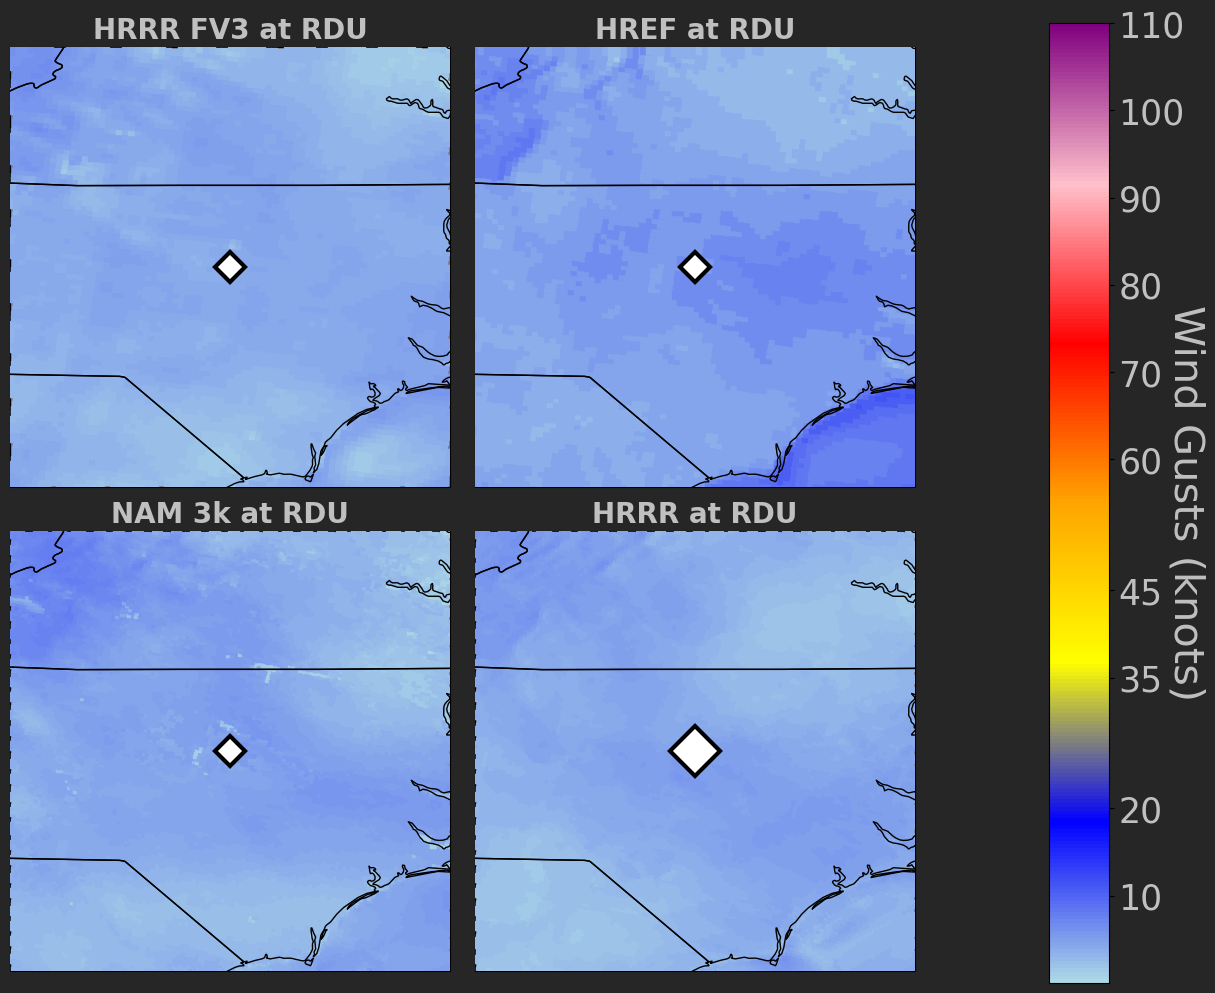 HRRR FV3 at RDU
HREF at RDU
NAM 3k at RDU
HRRR at RDU
110
100
90
80
70
60
45
35
20
10
Wind Gusts (knots)